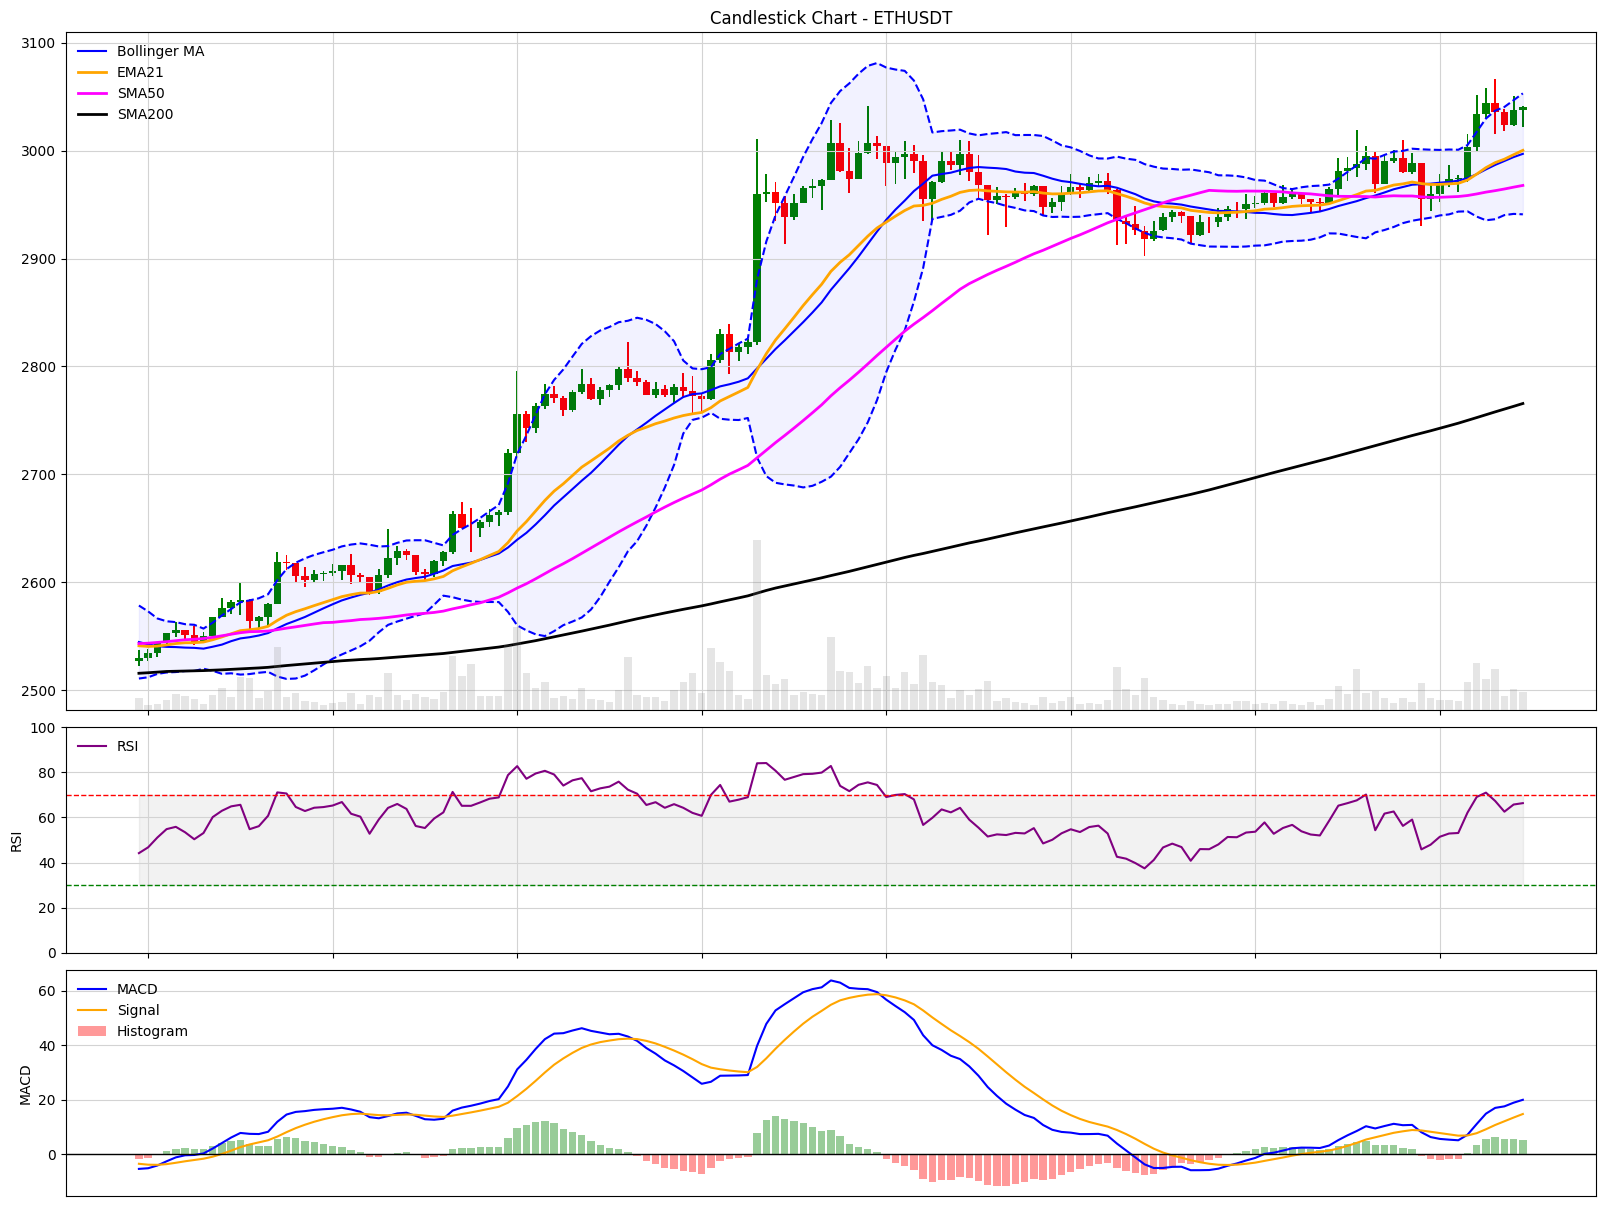 Candlestick Chart - ETHUSDT
3100
3000
2900
2800
2700
2600
2500
Bollinger MA
EMA21
SMA50
SMA200
100
80
60
40
20
0
RSI
RSI
60
40
20
0
MACD
MACD
Signal
Histogram